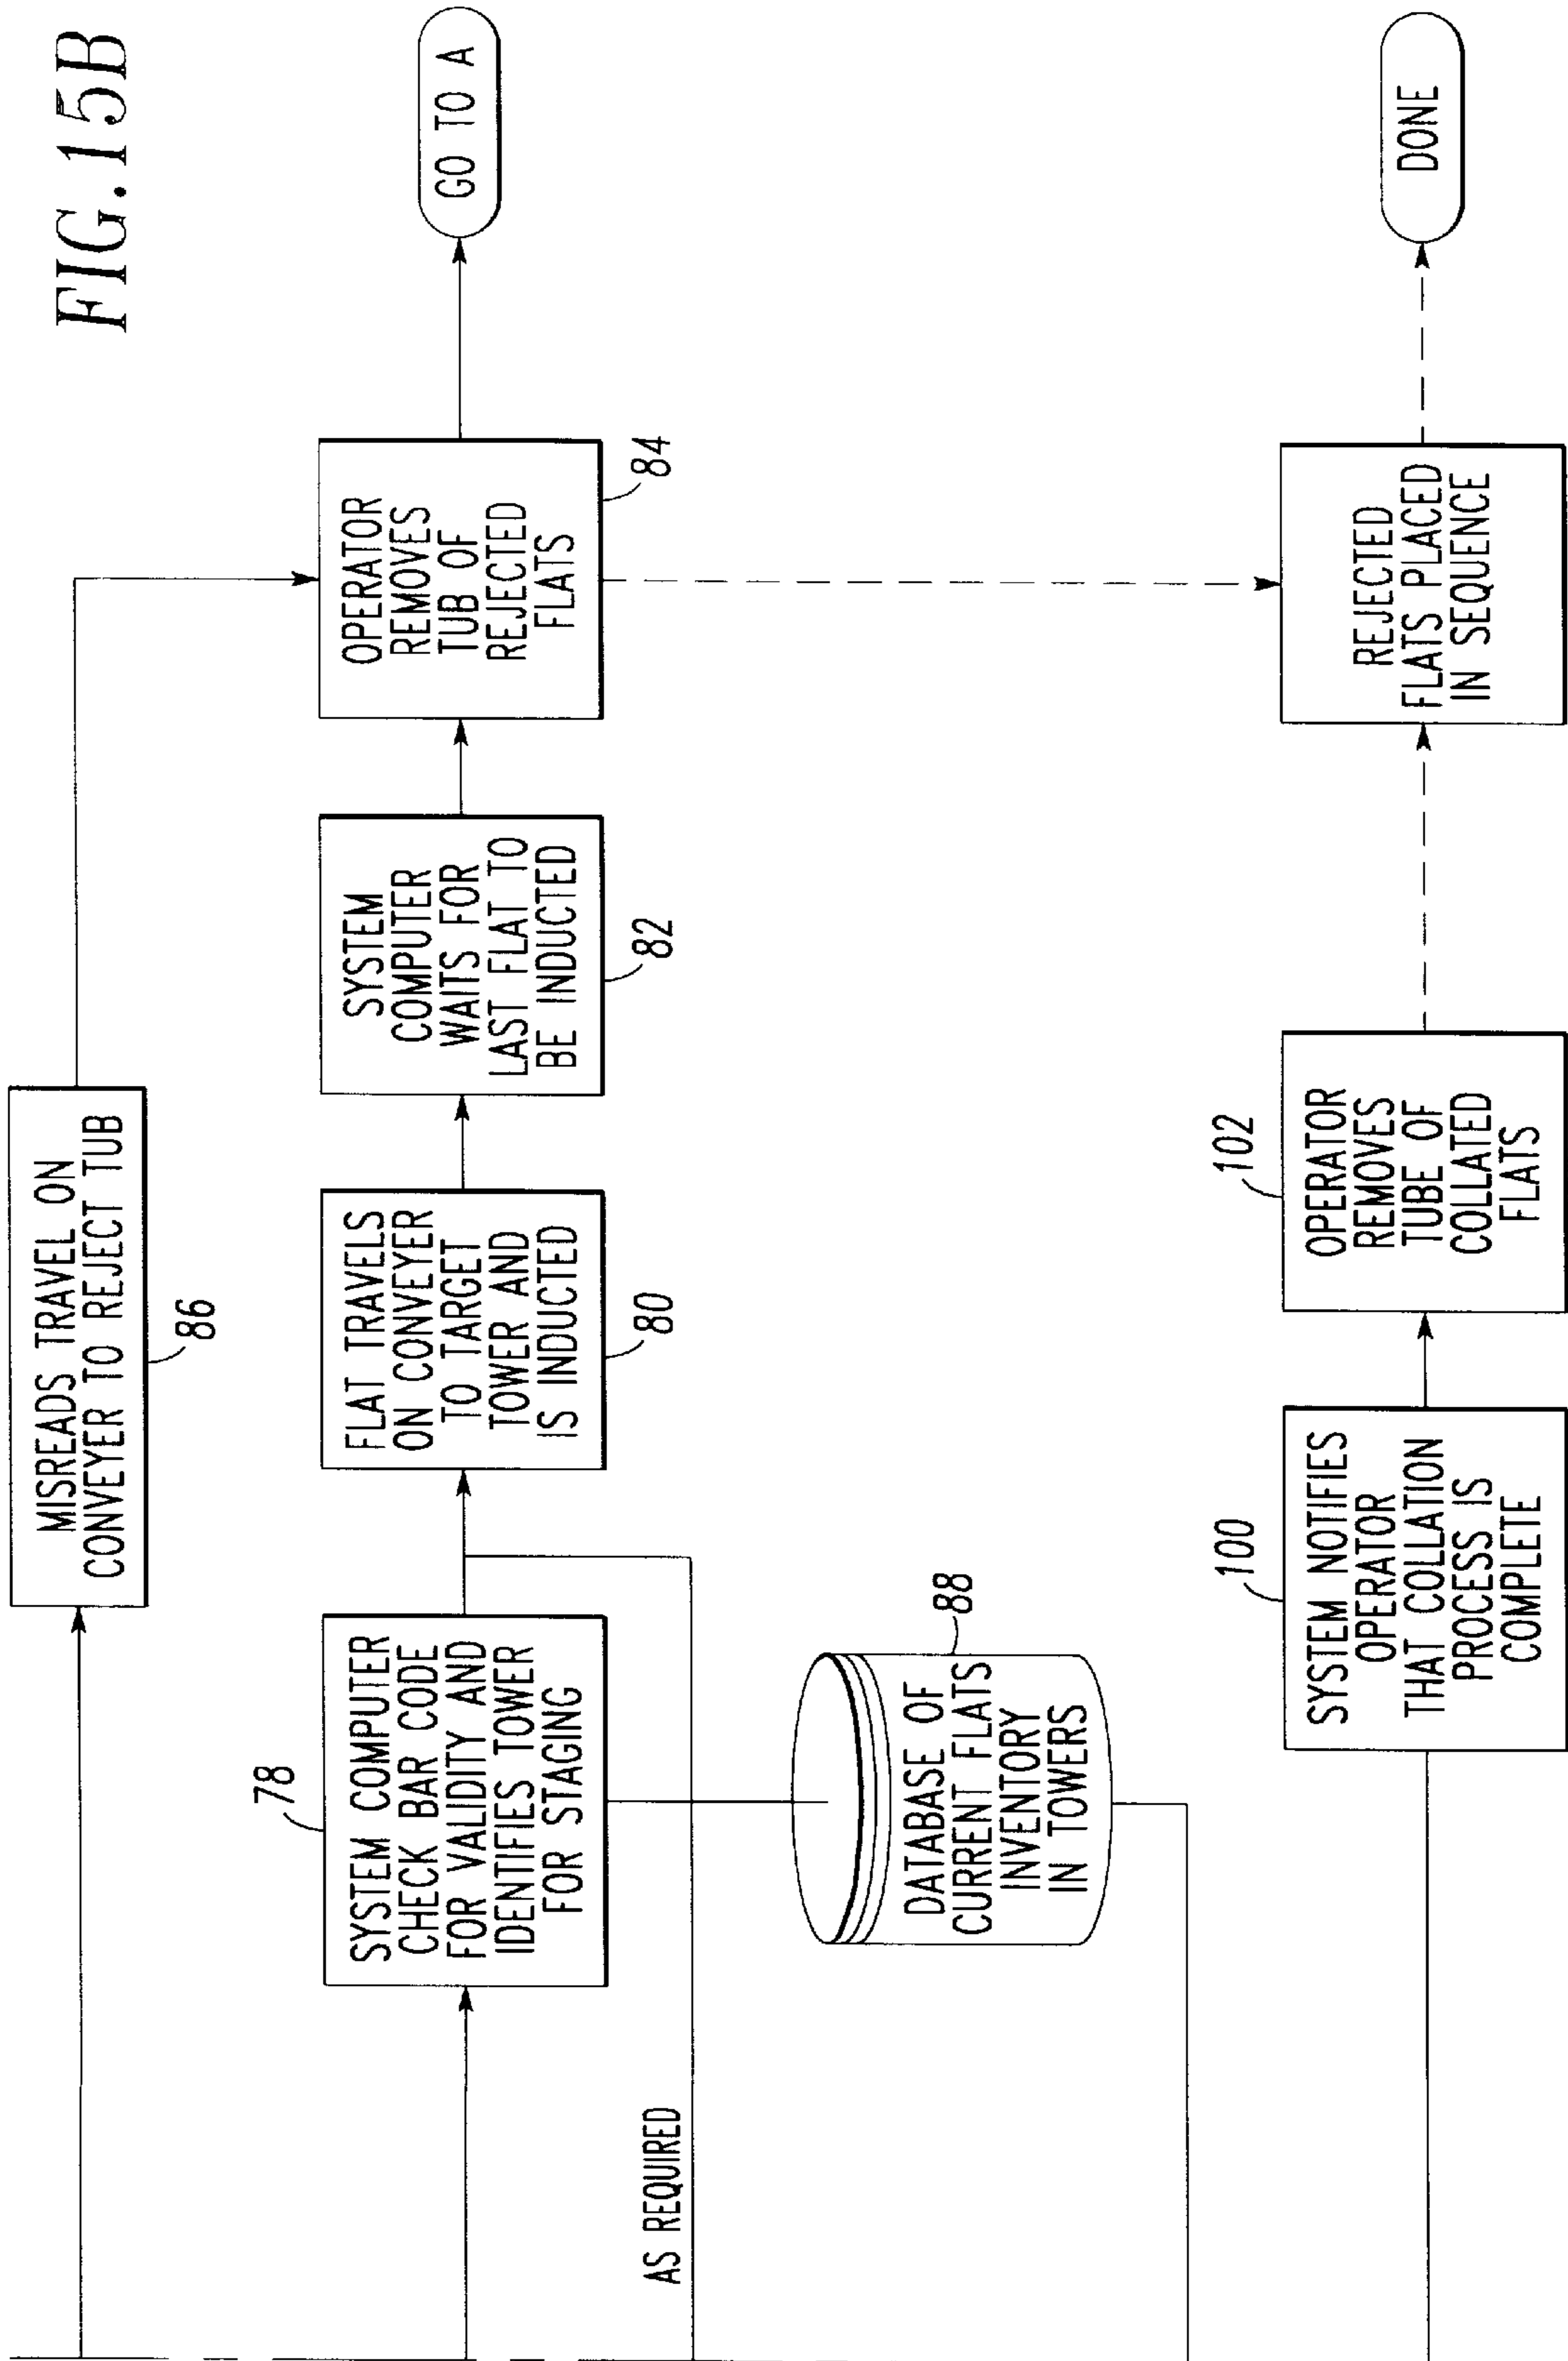 FIG.15B
MISREADS TRAVEL ON
CONVEYER TO REJECT TUB
86
78
SYSTEM COMPUTER
CHECK BAR CODE
FOR VALIDITY AND
IDENTIFIES TOWER
FOR STAGING
FLAT TRAVELS
ON CONVEYER
TO TARGET
TOWER AND
IS INDUCTED
80
SYSTEM
COMPUTER
WAITS FOR
LAST FLAT TO
BE INDUCTED
82
OPERATOR
REMOVES
TUB OF
REJECTED
FLATS
84
GO TO A
AS REQUIRED
DATABASE OF
CURRENT FLATS
INVENTORY
IN TOWERS
88
100
SYSTEM NOTIFIES
OPERATOR
THAT COLLATION
PROCESS IS
COMPLETE
102
OPERATOR
REMOVES
TUBE OF
COLLATED
FLATS
REJECTED
FLATS PLACED
IN SEQUENCE
DONE